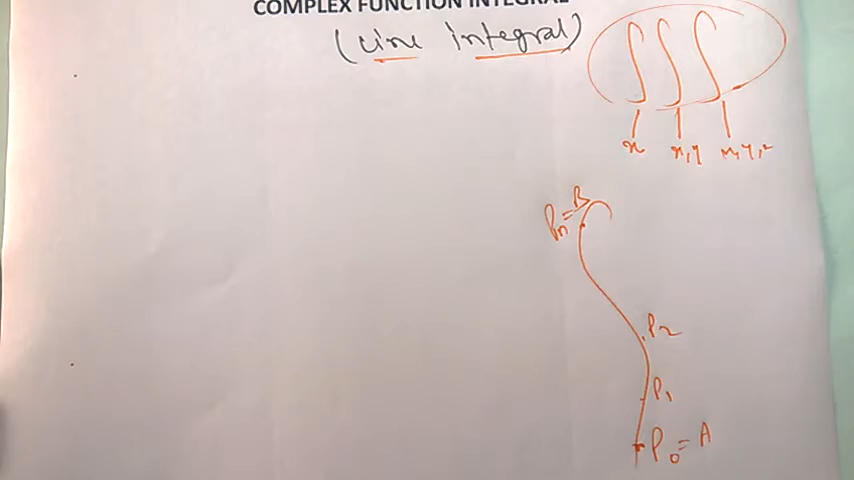 COMPLEX FUNCTION INTEGRAL
(Line integral)
∫ ∫ ∫
x x,y x,y,z
Pn=B
P2
P1
P0=A